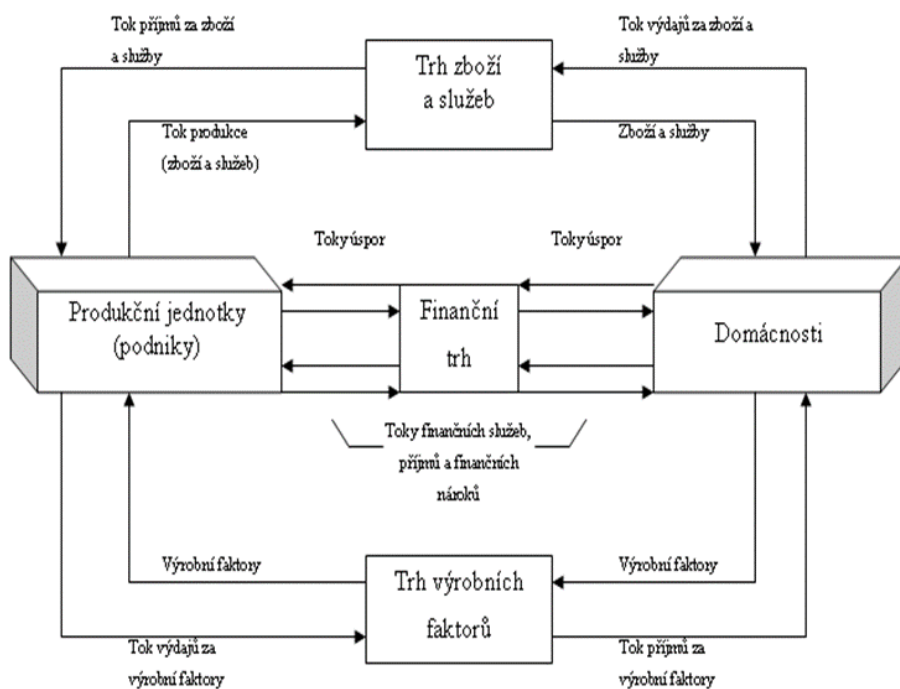 Tok příjmů za zboží
a služby
Tok výdajů za zboží a
služby
Trh zboží
a služeb
Tok produkce
(zboží a služeb)
Zboží a služby
Toky úspor
Toky úspor
Produkční jednotky
(podniky)
Finanční
trh
Domácnosti
Toky finančních služeb,
příjmů a finančních
nároků
Výrobní faktory
Výrobní faktory
Trh výrobních
faktorů
Tok výdajů za
výrobní faktory
Tok příjmů za
výrobní faktory